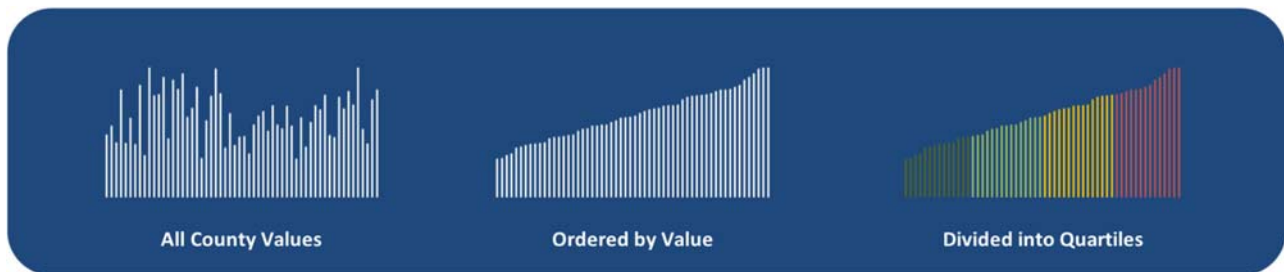 All County Values
Ordered by Value
Divided into Quartiles